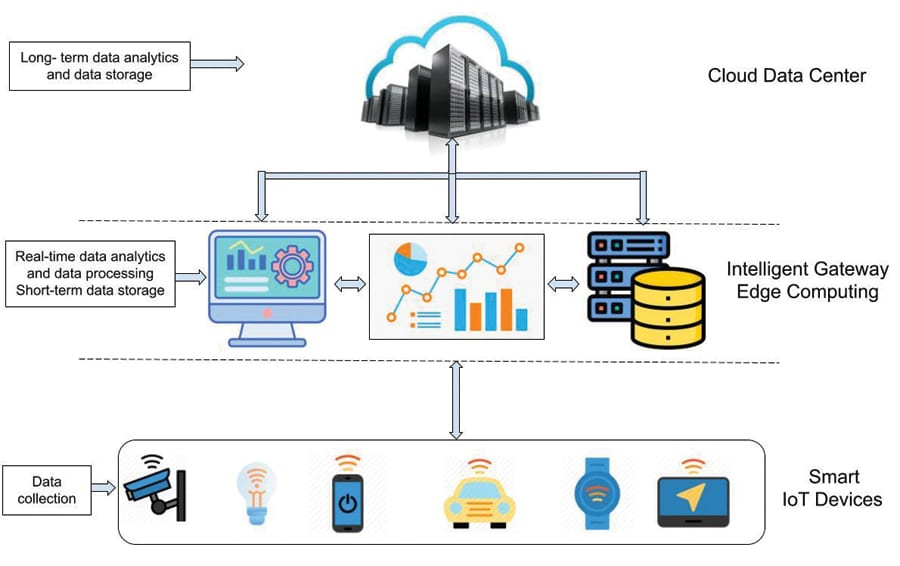 Long- term data analytics
and data storage
Cloud Data Center
Real-time data analytics
and data processing
Short-term data storage
Intelligent Gateway
Edge Computing
Data
collection
Smart
IoT Devices